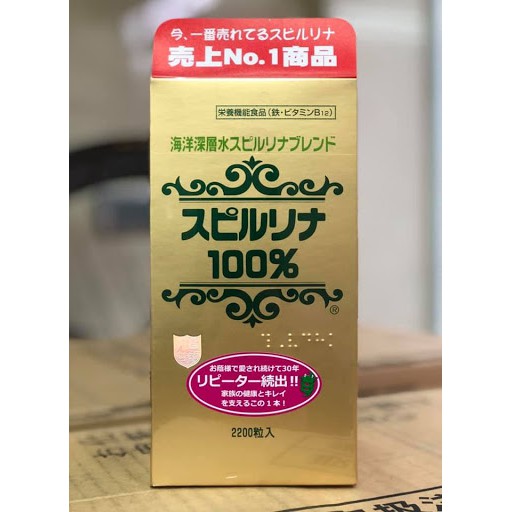 今、一番売れてるスピルリナ
売上No.1商品
栄養機能食品(鉄・ビタミンB12)
海洋深層水スピルリナブレンド
スピルリナ
100%
®
お蔭様で愛され続けて30年
リピーター続出!!
家族の健康とキレイ
を支えるこの1本!
2200粒入